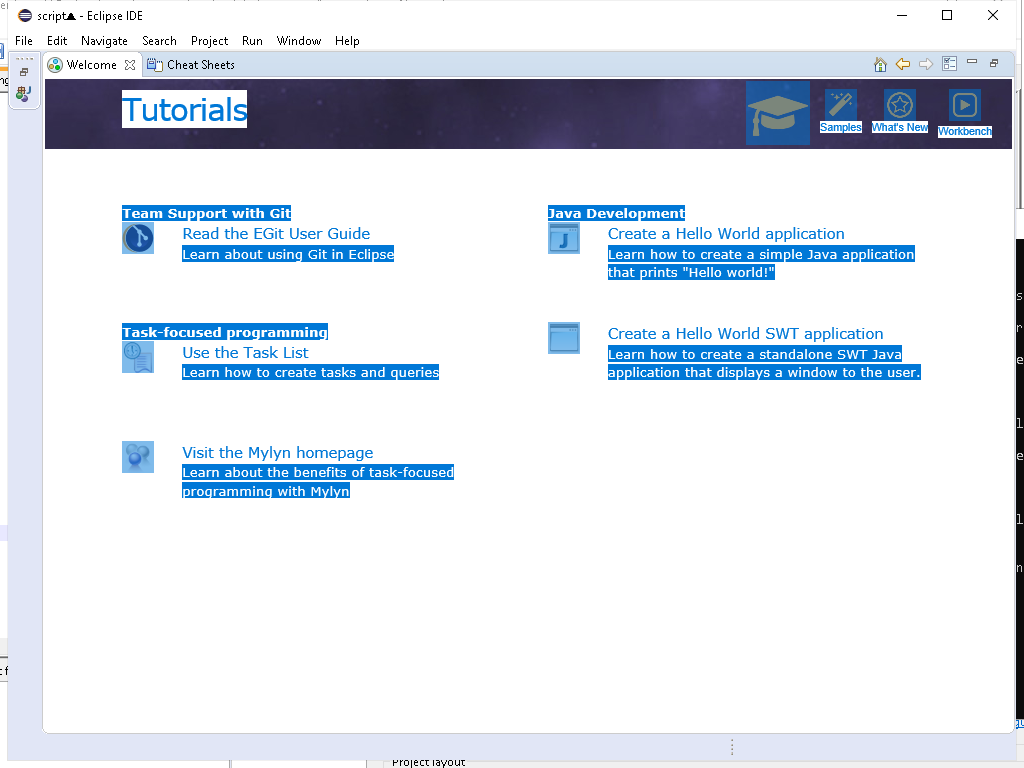 script▲ - Eclipse IDE
File Edit Navigate Search Project Run Window Help
Welcome Cheat Sheets
Tutorials
Samples What's New Workbench
Team Support with Git
Read the EGit User Guide
Learn about using Git in Eclipse
Java Development
Create a Hello World application
Learn how to create a simple Java application
that prints "Hello world!"
Task-focused programming
Use the Task List
Learn how to create tasks and queries
Create a Hello World SWT application
Learn how to create a standalone SWT Java
application that displays a window to the user.
Visit the Mylyn homepage
Learn about the benefits of task-focused
programming with Mylyn
Project layout